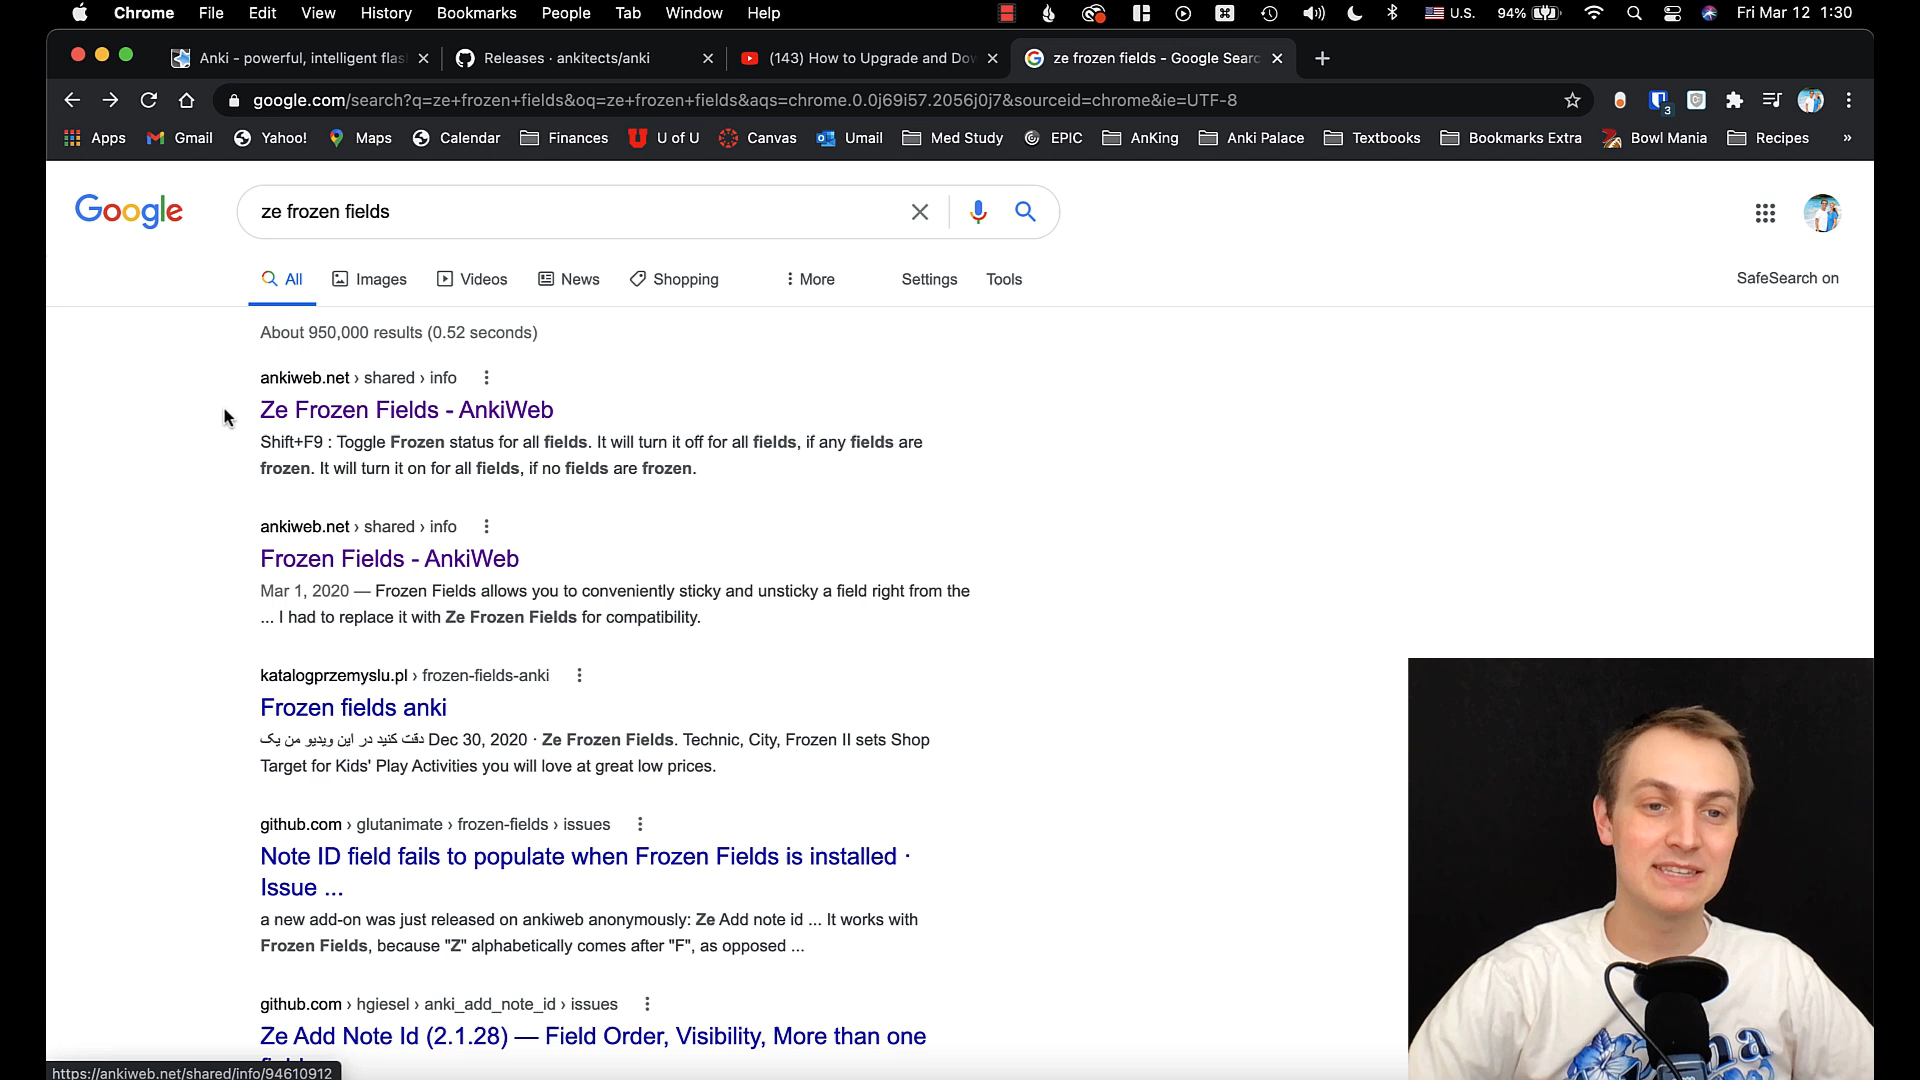 Chrome File Edit View History Bookmarks People Tab Window Help U.S. 94% Fri Mar 12 1:30
Anki - powerful, intelligent flas Releases · ankitects/anki (143) How to Upgrade and Dow ze frozen fields - Google Searc
google.com/search?q=ze+frozen+fields&oq=ze+frozen+fields&aqs=chrome.0.0j69i57.2056j0j7&sourceid=chrome&ie=UTF-8
3
Apps Gmail Yahoo! Maps Calendar Finances U of U Canvas Umail Med Study EPIC AnKing Anki Palace Textbooks Bookmarks Extra Bowl Mania Recipes »
Google ze frozen fields
All Images Videos News Shopping More Settings Tools SafeSearch on
About 950,000 results (0.52 seconds)
ankiweb.net › shared › info
Ze Frozen Fields - AnkiWeb
Shift+F9 : Toggle Frozen status for all fields. It will turn it off for all fields, if any fields are
frozen. It will turn it on for all fields, if no fields are frozen.
ankiweb.net › shared › info
Frozen Fields - AnkiWeb
Mar 1, 2020 — Frozen Fields allows you to conveniently sticky and unsticky a field right from the
... I had to replace it with Ze Frozen Fields for compatibility.
katalogprzemyslu.pl › frozen-fields-anki
Frozen fields anki
دقت کنید در این ویدیو من یک Dec 30, 2020 · Ze Frozen Fields. Technic, City, Frozen II sets Shop
Target for Kids' Play Activities you will love at great low prices.
github.com › glutanimate › frozen-fields › issues
Note ID field fails to populate when Frozen Fields is installed ·
Issue ...
a new add-on was just released on ankiweb anonymously: Ze Add note id ... It works with
Frozen Fields, because "Z" alphabetically comes after "F", as opposed ...
github.com › hgiesel › anki_add_note_id › issues
Ze Add Note Id (2.1.28) — Field Order, Visibility, More than one
https://ankiweb.net/shared/info/94610912